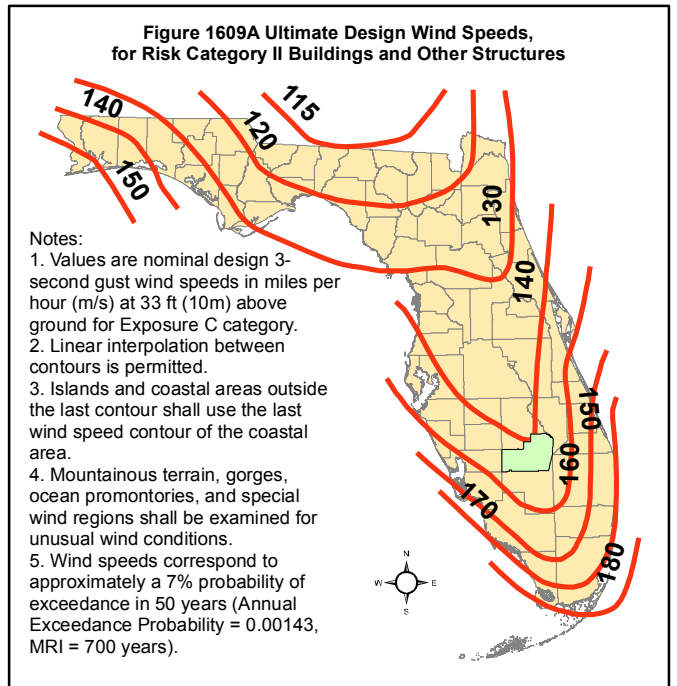 Figure 1609A Ultimate Design Wind Speeds,
for Risk Category II Buildings and Other Structures
115
140
120
150
130
140
Notes:
1. Values are nominal design 3-
second gust wind speeds in miles per
hour (m/s) at 33 ft (10m) above
ground for Exposure C category.
2. Linear interpolation between
contours is permitted.
3. Islands and coastal areas outside
the last contour shall use the last
wind speed contour of the coastal
area.
4. Mountainous terrain, gorges,
ocean promontories, and special
wind regions shall be examined for
unusual wind conditions.
5. Wind speeds correspond to
approximately a 7% probability of
exceedance in 50 years (Annual
Exceedance Probability = 0.00143,
MRI = 700 years).
150
160
170
180
N
W E
S